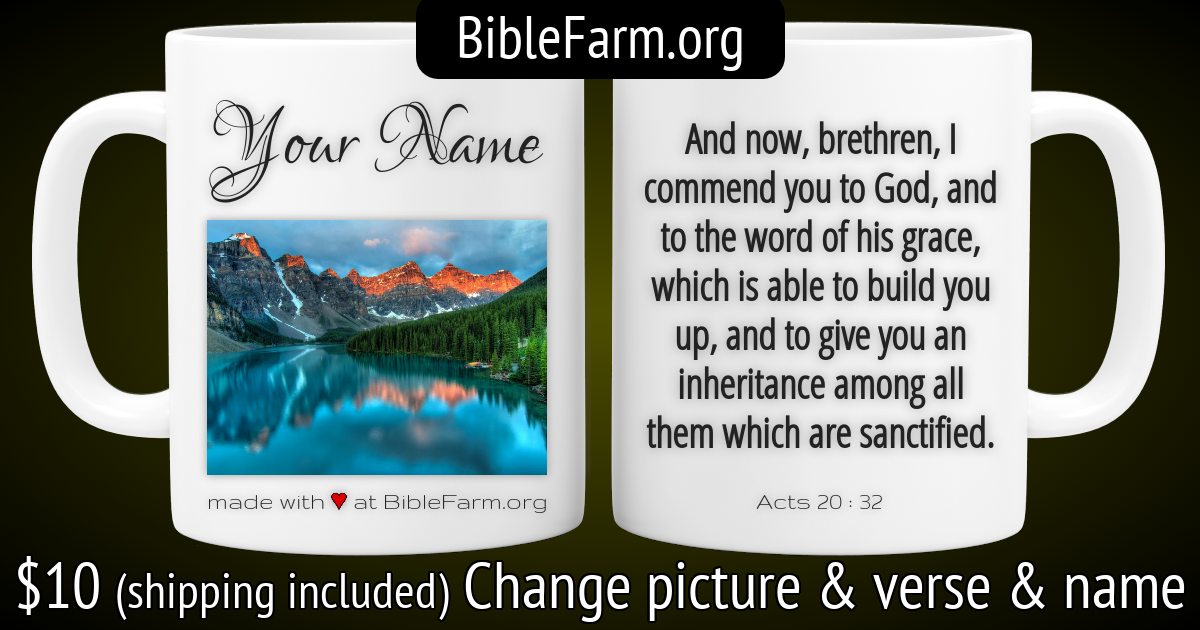 BibleFarm.org
Your Name
made with ♥ at BibleFarm.org
And now, brethren, I
commend you to God, and
to the word of his grace,
which is able to build you
up, and to give you an
inheritance among all
them which are sanctified.
Acts 20 : 32
$10 (shipping included) Change picture & verse & name